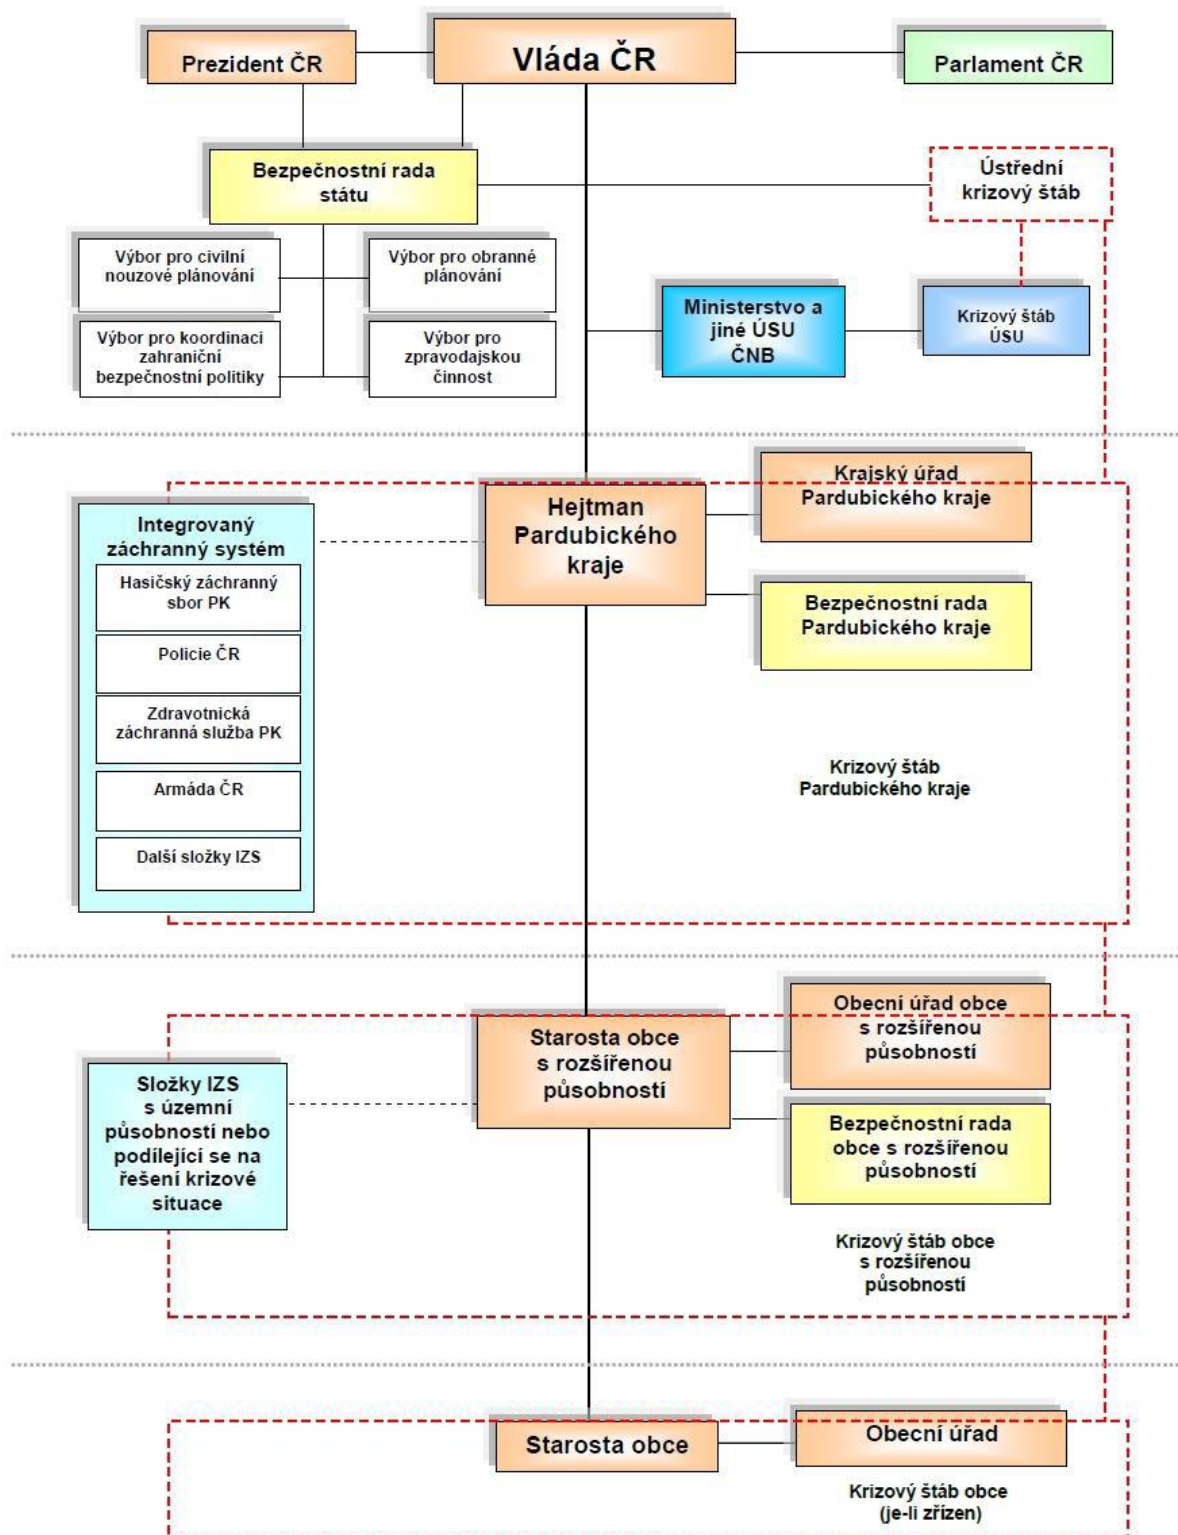 Prezident ČR
Vláda ČR
Parlament ČR
Bezpečnostní rada
státu
Ústřední
krizový štáb
Výbor pro civilní
nouzové plánování
Výbor pro obranné
plánování
Výbor pro koordinaci
zahraniční
bezpečnostní politiky
Výbor pro
zpravodajskou
činnost
Ministerstvo a
jiné ÚSU
ČNB
Krizový štáb
ÚSU
Integrovaný
záchranný systém
Hasičský záchranný
sbor PK
Policie ČR
Zdravotnická
záchranná služba PK
Armáda ČR
Další složky IZS
Hejtman
Pardubického
kraje
Krajský úřad
Pardubického kraje
Bezpečnostní rada
Pardubického kraje
Krizový štáb
Pardubického kraje
Složky IZS
s územní
působností nebo
podílející se na
řešení krizové
situace
Starosta obce
s rozšířenou
působností
Obecní úřad obce
s rozšířenou
působností
Bezpečnostní rada
obce s rozšířenou
působností
Krizový štáb obce
s rozšířenou
působností
Starosta obce
Obecní úřad
Krizový štáb obce
(je-li zřízen)